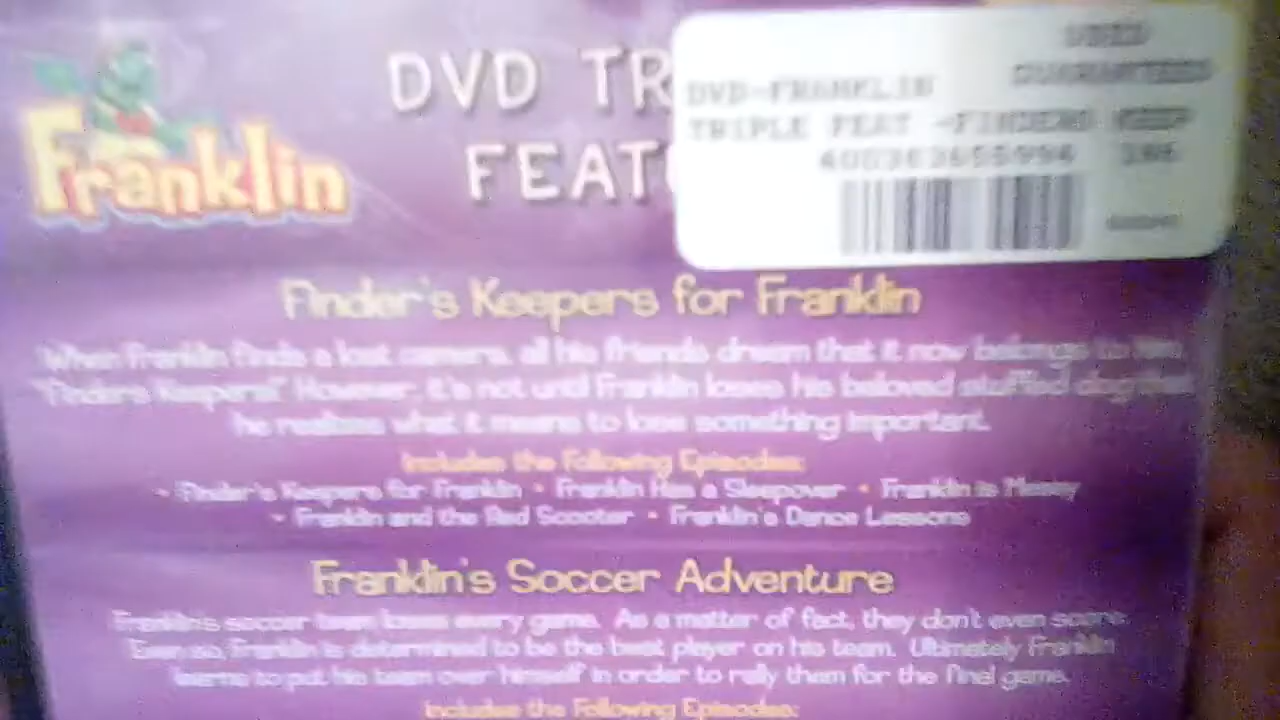 Franklin
DVD TR
FEAT
USED
GUARANTEED
DVD-FRANKLIN
TRIPLE FEAT -FINDERS KEEP
Finder's Keepers for Franklin
When Franklin finds a lost camera, all his friends dream that it now belongs to him.
"Finders Keepers!" However, it's not until Franklin loses his beloved stuffed dog that
he realizes what it means to lose something important.
Includes the Following Episodes:
• Finder's Keepers for Franklin • Franklin Has a Sleepover • Franklin is Messy
• Franklin and the Red Scooter • Franklin's Dance Lessons
Franklin's Soccer Adventure
Franklin's soccer team loses every game. As a matter of fact, they don't even score.
Even so, Franklin is determined to be the best player on his team. Ultimately Franklin
learns to put his team over himself in order to rally them for the final game.
Includes the Following Episodes: